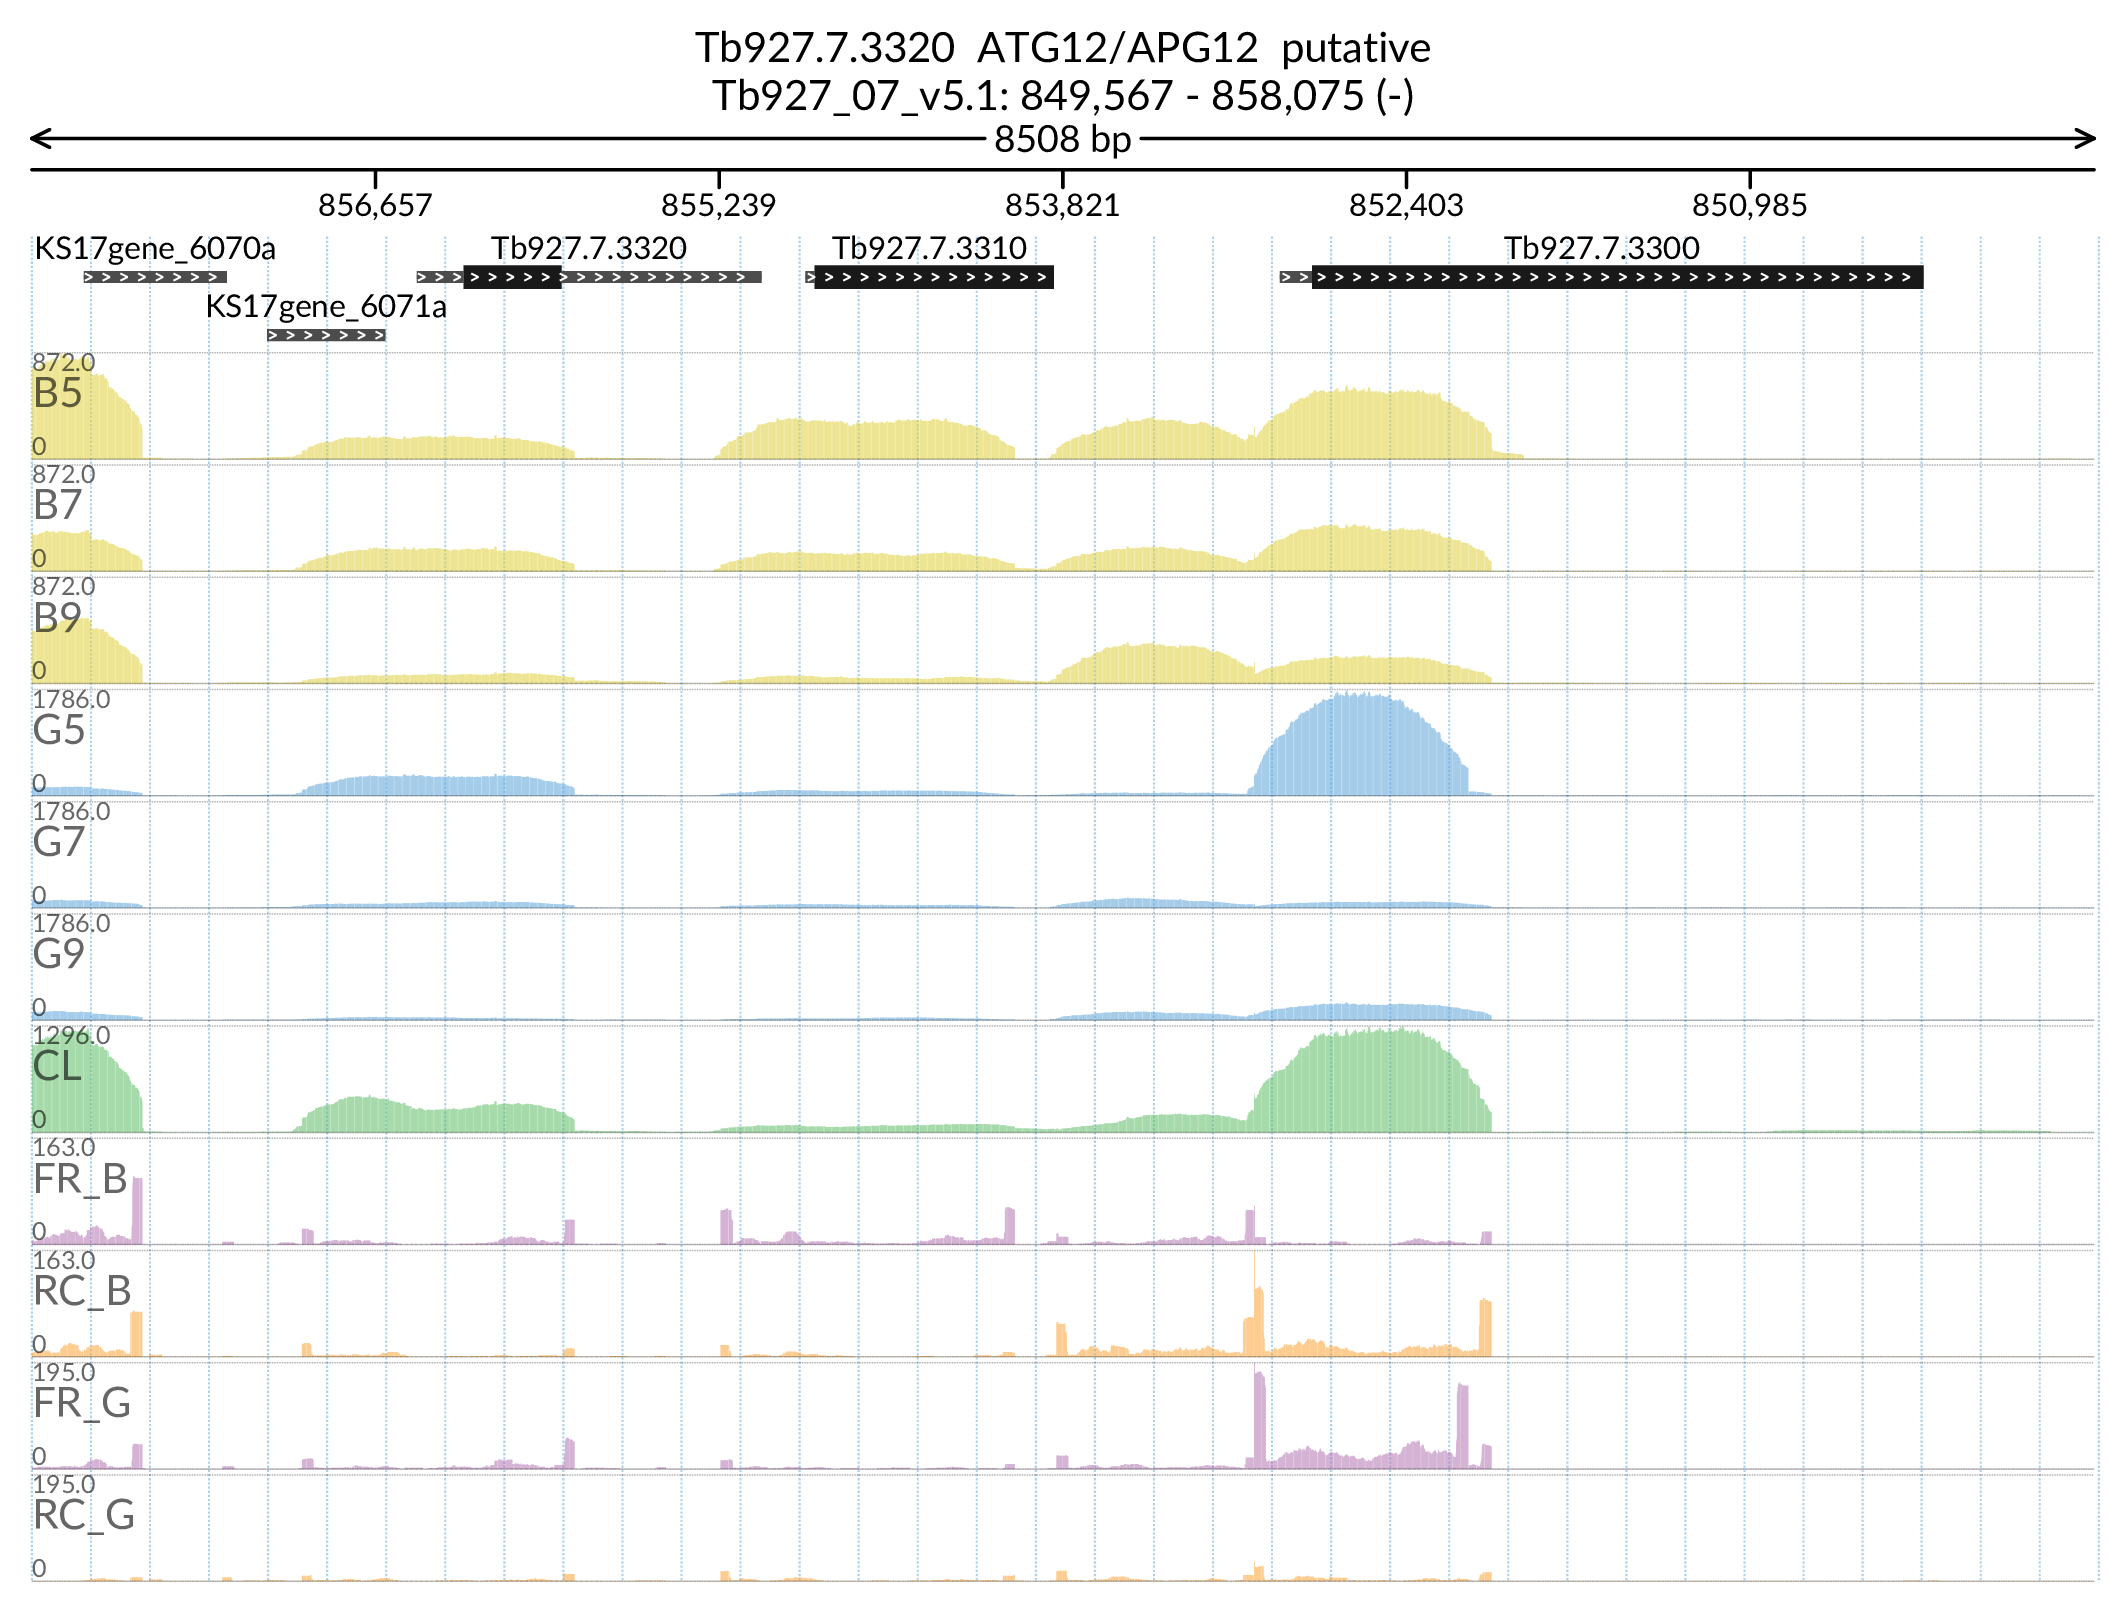 Tb927.7.3320 ATG12/APG12 putative
Tb927_07_v5.1: 849,567 - 858,075 (-)
8508 bp
856,657 855,239 853,821 852,403 850,985
KS17gene_6070a Tb927.7.3320 Tb927.7.3310 Tb927.7.3300
KS17gene_6071a
872.0
B5
0
872.0
B7
0
872.0
B9
0
1786.0
G5
0
1786.0
G7
0
1786.0
G9
0
1296.0
CL
0
163.0
FR_B
0
163.0
RC_B
0
195.0
FR_G
0
195.0
RC_G
0